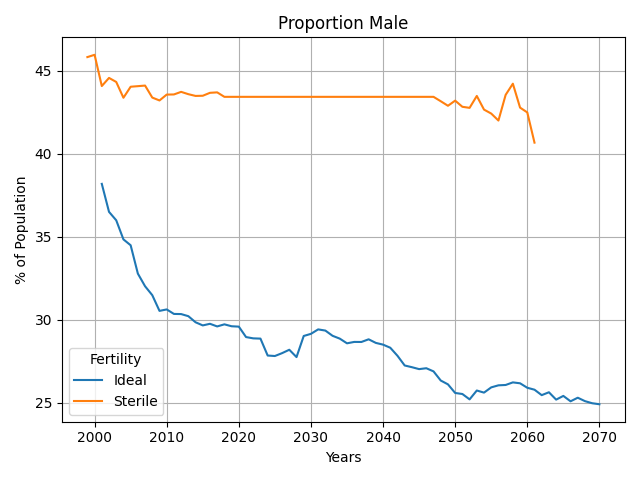 Proportion Male
% of Population
45
40
35
30
25
Fertility
Ideal
Sterile
2000 2010 2020 2030 2040 2050 2060 2070
Years